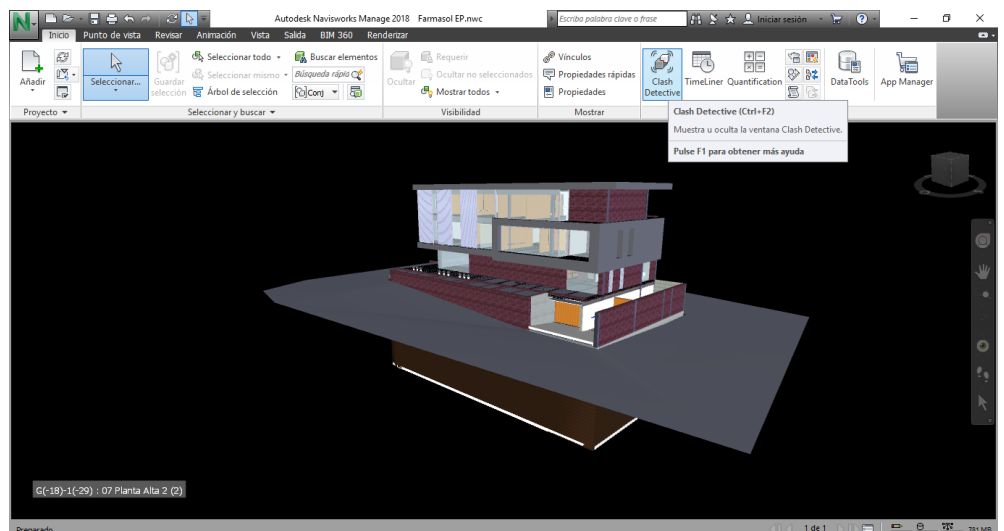 Autodesk Navisworks Manage 2018 Farmasol EP.nwc
Escriba palabra clave o frase
Iniciar sesión
Inicio Punto de vista Revisar Animación Vista Salida BIM 360 Renderizar
Añadir
Seleccionar...
Guardar
selección
Seleccionar todo
Seleccionar mismo
Árbol de selección
Buscar elementos
Búsqueda rápida
Conj
Ocultar
Requerir
Ocultar no seleccionados
Mostrar todos
Vínculos
Propiedades rápidas
Propiedades
Clash
Detective
TimeLiner
Quantification
DataTools
App Manager
Proyecto
Seleccionar y buscar
Visibilidad
Mostrar
Clash Detective (Ctrl+F2)
Muestra u oculta la ventana Clash Detective.
Pulse F1 para obtener más ayuda
G(-18)-1(-29) : 07 Planta Alta 2 (2)
Preparado
1 de 1
781 MB